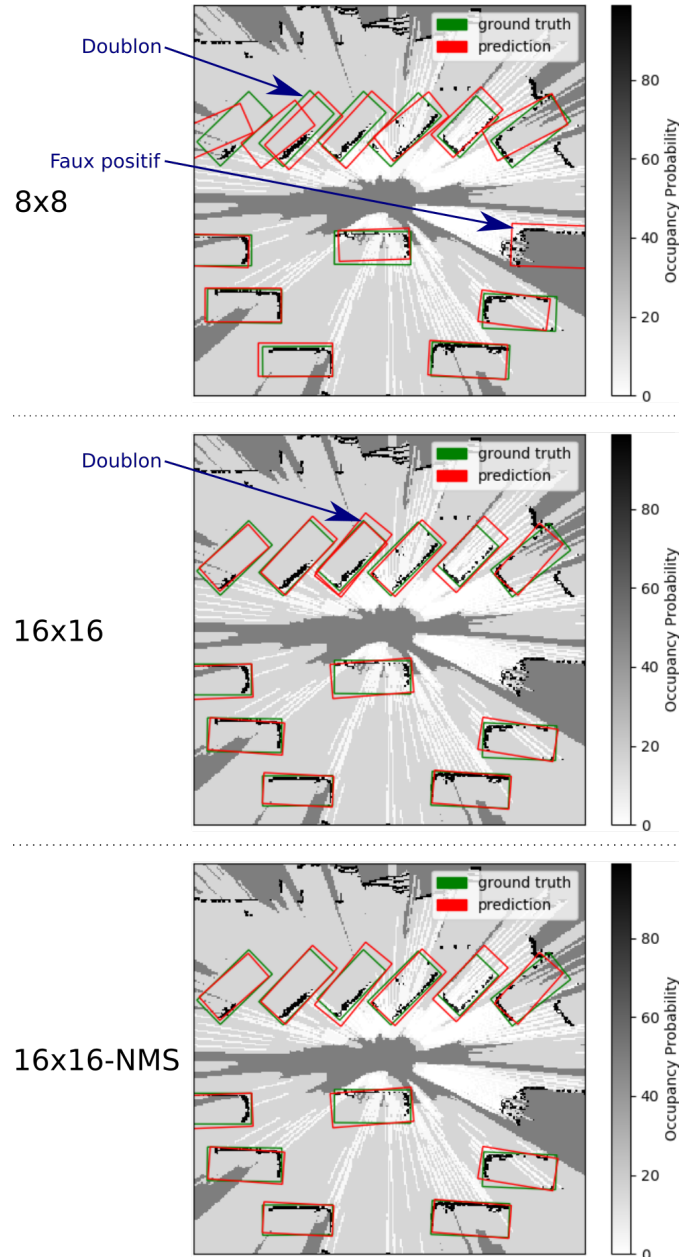 Doublon
ground truth
prediction
80
Faux positif
60
8x8
40
20
0
Occupancy Probability
Doublon
ground truth
prediction
80
60
16x16
40
20
0
Occupancy Probability
ground truth
prediction
80
60
16x16-NMS
40
20
0
Occupancy Probability